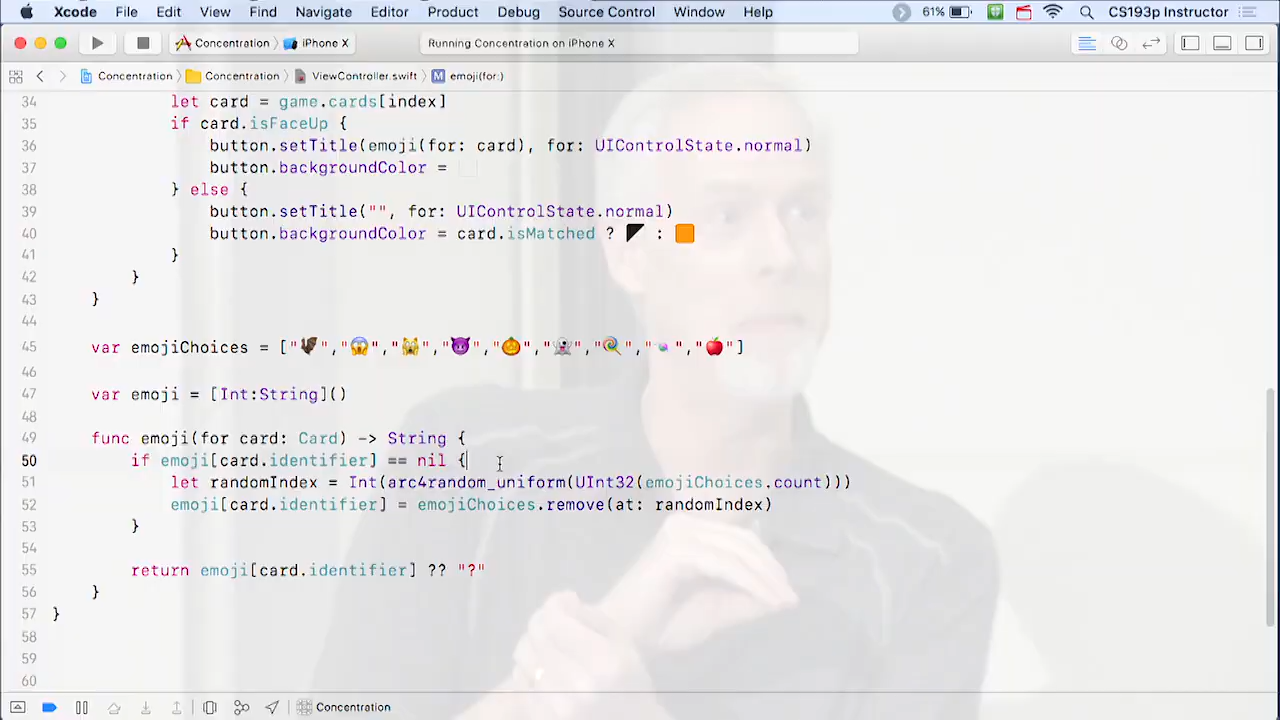 Xcode File Edit View Find Navigate Editor Product Debug Source Control Window Help 61% CS193p Instructor
Concentration iPhone X Running Concentration on iPhone X
Concentration Concentration ViewController.swift M emoji(for:)
34 let card = game.cards[index]
35 if card.isFaceUp {
36 button.setTitle(emoji(for: card), for: UIControlState.normal)
37 button.backgroundColor =
38 } else {
39 button.setTitle("", for: UIControlState.normal)
40 button.backgroundColor = card.isMatched ? : 
41 }
42 }
43 }
44
45 var emojiChoices = ["🦇","😱","🙀","😈","🎃","👻","🍭","🍬","🍎"]
46
47 var emoji = [Int:String]()
48
49 func emoji(for card: Card) -> String {
50 if emoji[card.identifier] == nil {
51 let randomIndex = Int(arc4random_uniform(UInt32(emojiChoices.count)))
52 emoji[card.identifier] = emojiChoices.remove(at: randomIndex)
53 }
54
55 return emoji[card.identifier] ?? "?"
56 }
57 }
58
59
60
Concentration